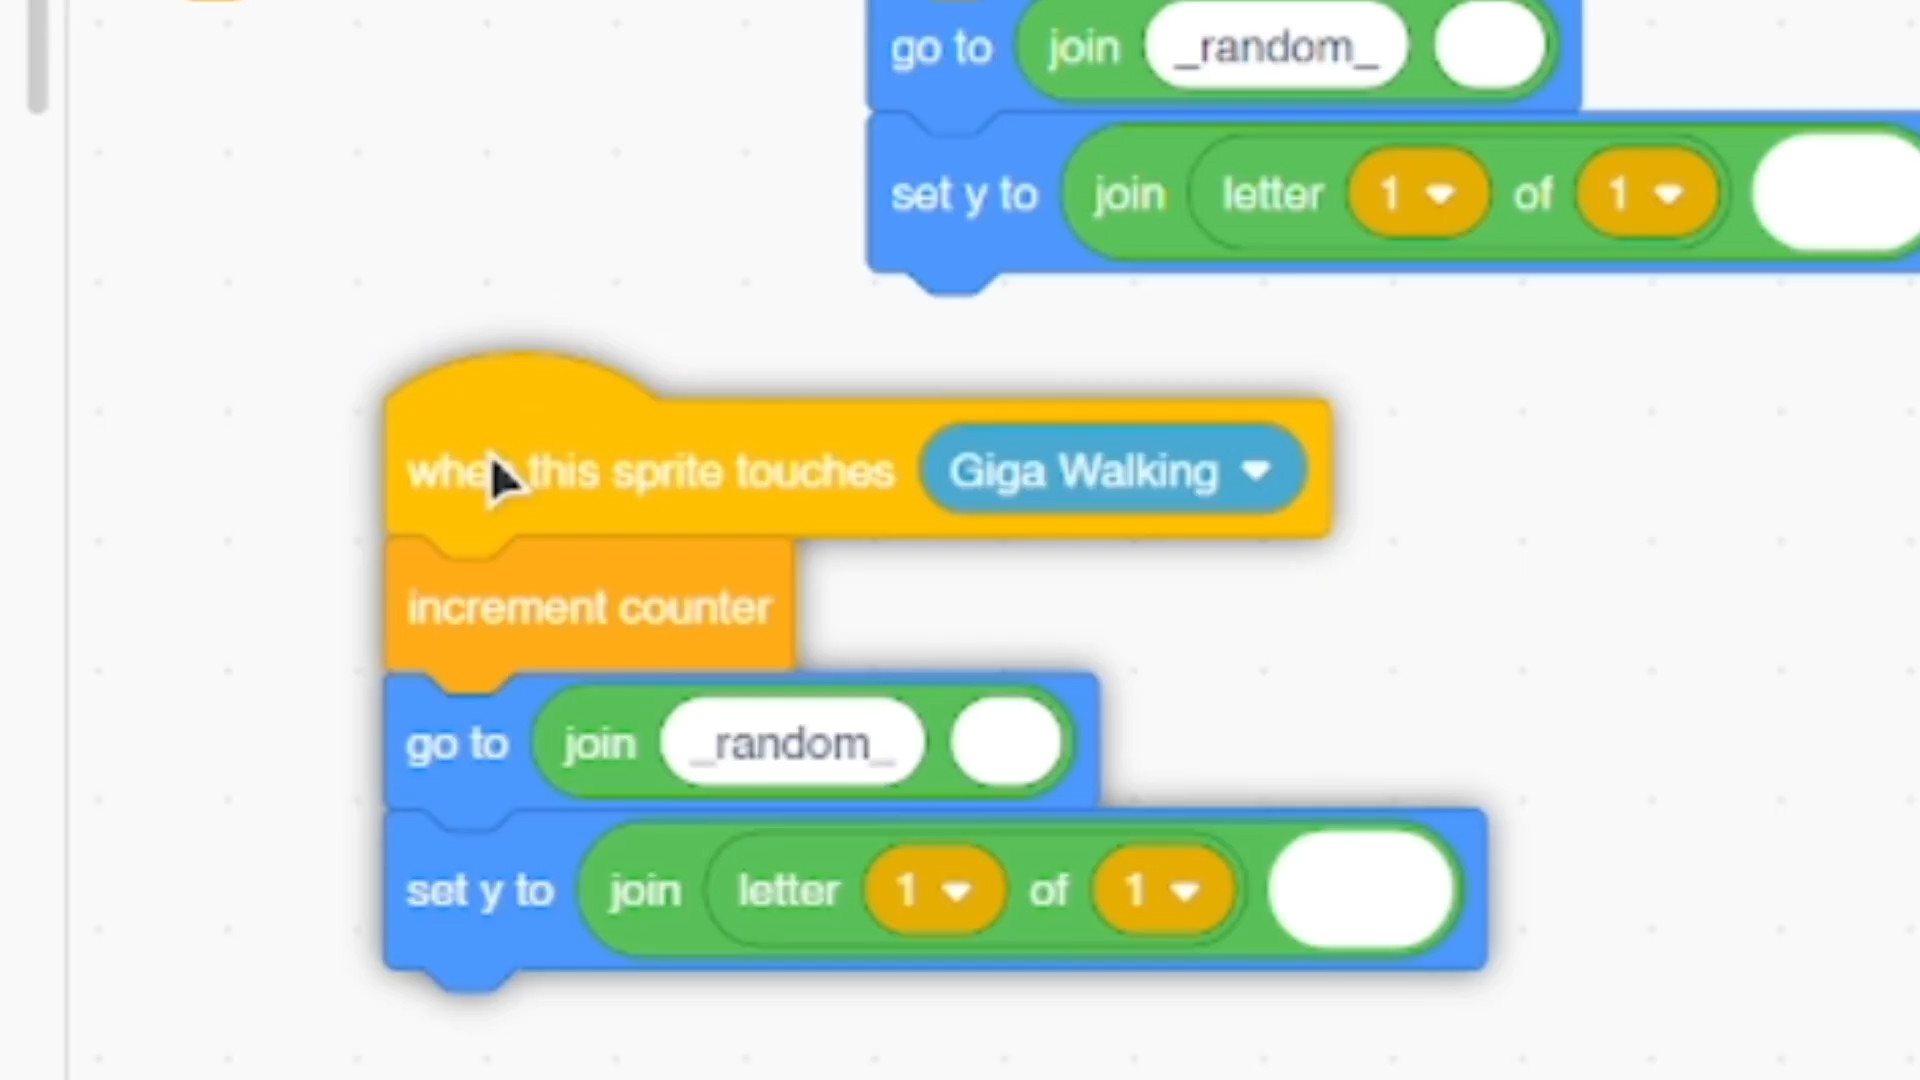 go to join _random_
set y to join letter 1 of 1
when this sprite touches Giga Walking
increment counter
go to join _random_
set y to join letter 1 of 1